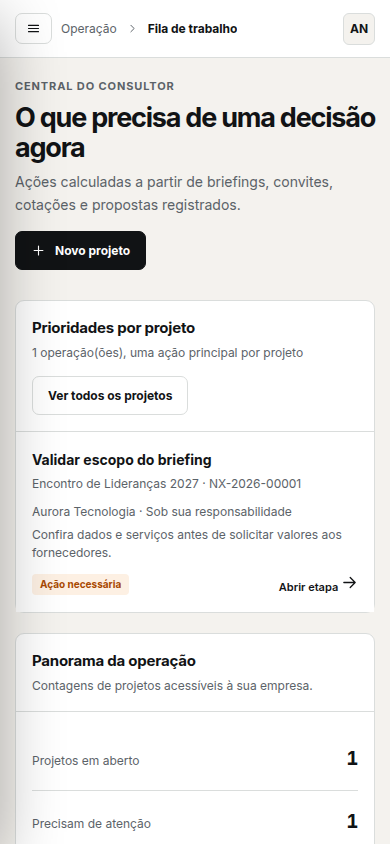 Operação > Fila de trabalho AN
CENTRAL DO CONSULTOR
O que precisa de uma decisão
agora
Ações calculadas a partir de briefings, convites,
cotações e propostas registrados.
+ Novo projeto
Prioridades por projeto
1 operação(ões), uma ação principal por projeto
Ver todos os projetos
Validar escopo do briefing
Encontro de Lideranças 2027 · NX-2026-00001
Aurora Tecnologia · Sob sua responsabilidade
Confira dados e serviços antes de solicitar valores aos
fornecedores.
Ação necessária Abrir etapa →
Panorama da operação
Contagens de projetos acessíveis à sua empresa.
Projetos em aberto 1
Precisam de atenção 1